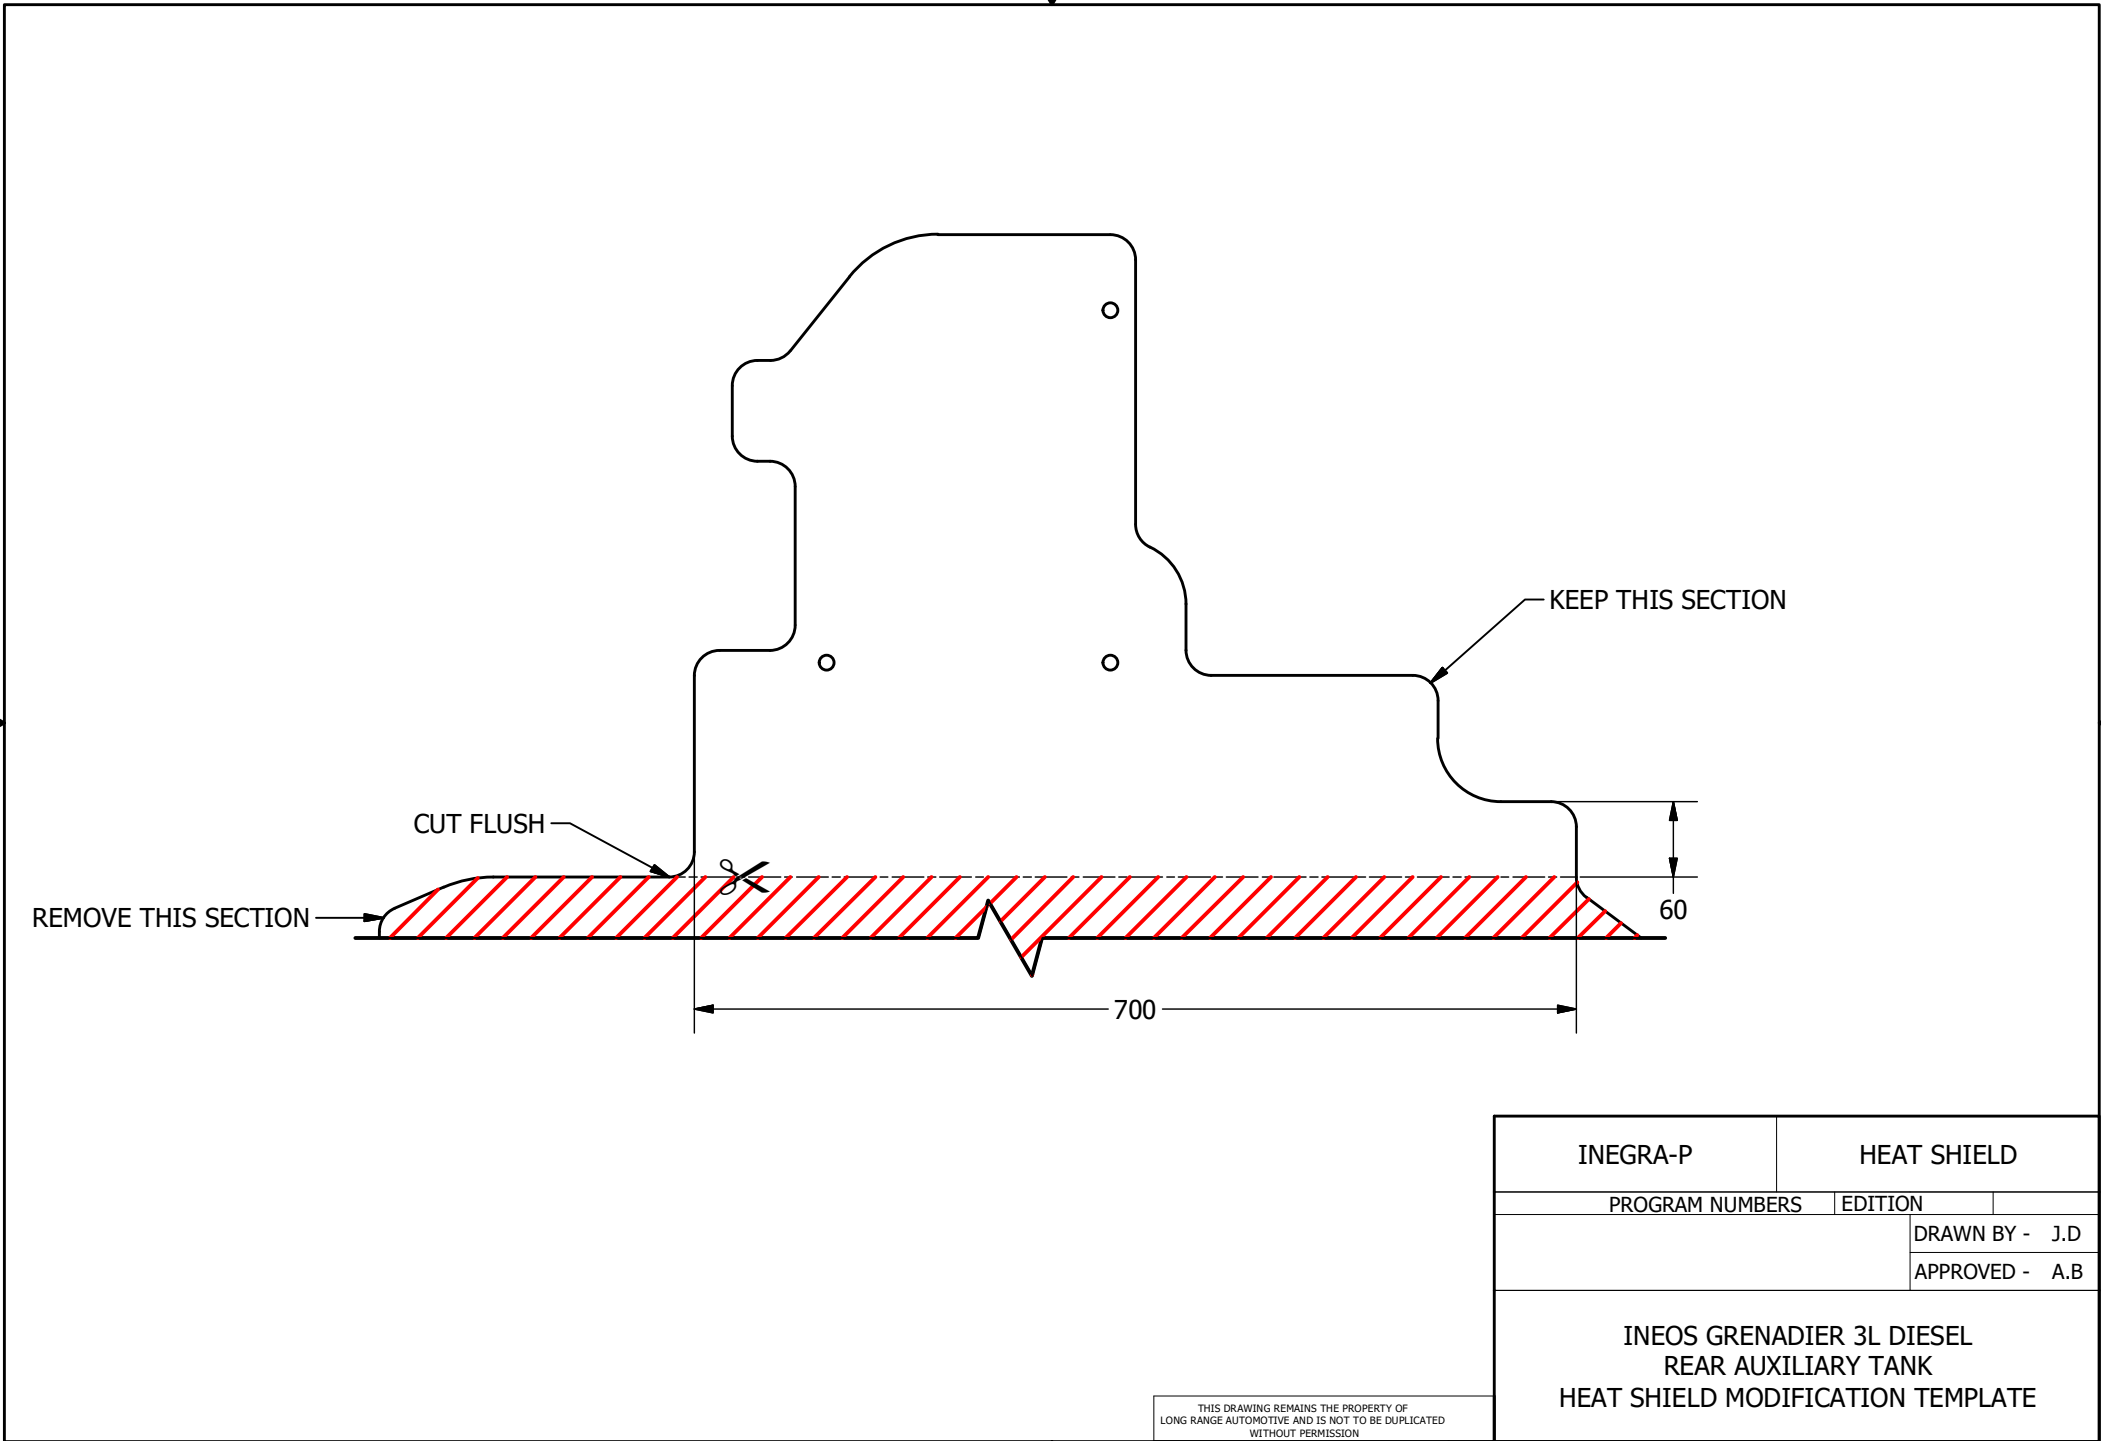 KEEP THIS SECTION
CUT FLUSH
REMOVE THIS SECTION
60
700
INEGRA-P
HEAT SHIELD
PROGRAM NUMBERS
EDITION
DRAWN BY - J.D
APPROVED - A.B
INEOS GRENADIER 3L DIESEL
REAR AUXILIARY TANK
HEAT SHIELD MODIFICATION TEMPLATE
THIS DRAWING REMAINS THE PROPERTY OF
LONG RANGE AUTOMOTIVE AND IS NOT TO BE DUPLICATED
WITHOUT PERMISSION